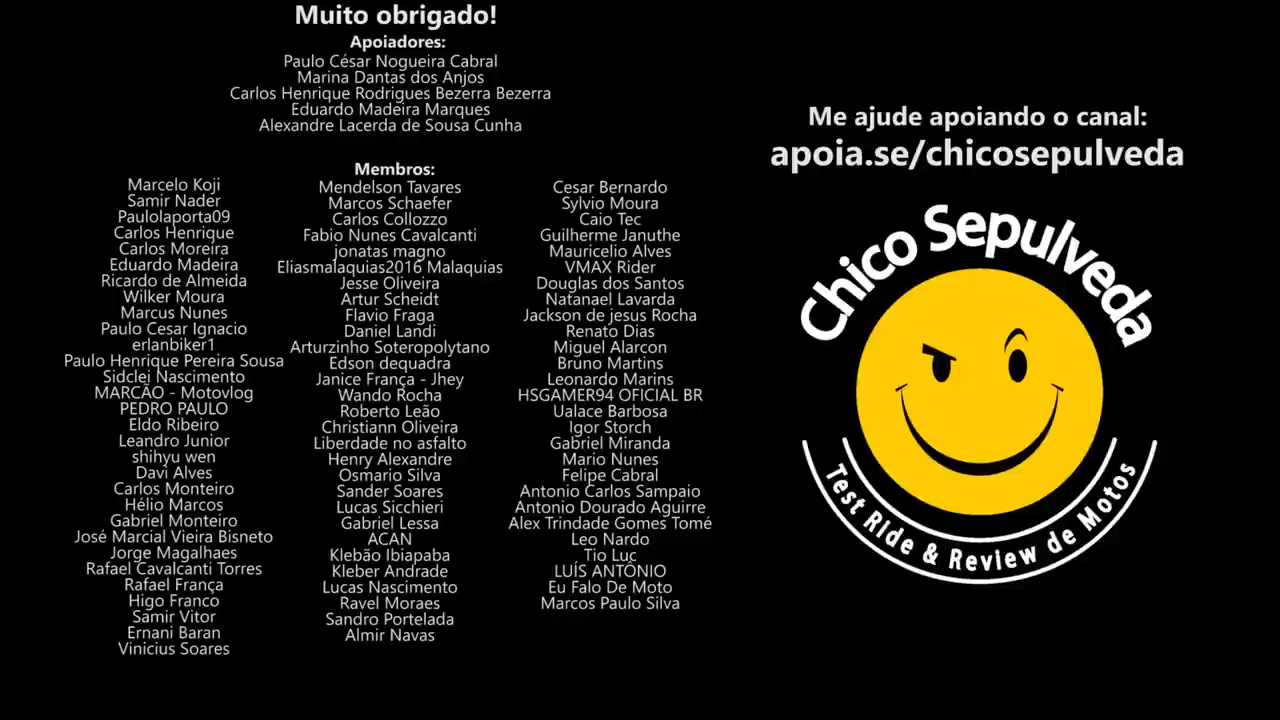 Muito obrigado!
Apoiadores:
Paulo César Nogueira Cabral
Marina Dantas dos Anjos
Carlos Henrique Rodrigues Bezerra Bezerra
Eduardo Madeira Marques
Alexandre Lacerda de Sousa Cunha
Membros:
Marcelo Koji
Samir Nader
Paulolaporta09
Carlos Henrique
Carlos Moreira
Eduardo Madeira
Ricardo de Almeida
Wilker Moura
Marcus Nunes
Paulo Cesar Ignacio
erlanbiker1
Paulo Henrique Pereira Sousa
Sidclei Nascimento
MARCÃO - Motovlog
PEDRO PAULO
Eldo Ribeiro
Leandro Junior
shihyu wen
Davi Alves
Carlos Monteiro
Hélio Marcos
Gabriel Monteiro
José Marcial Vieira Bisneto
Jorge Magalhaes
Rafael Cavalcanti Torres
Rafael França
Higo Franco
Samir Vitor
Ernani Baran
Vinicius Soares
Mendelson Tavares
Marcos Schaefer
Carlos Collozzo
Fabio Nunes Cavalcanti
jonatas magno
Eliasmalaquias2016 Malaquias
Jesse Oliveira
Artur Scheidt
Flavio Fraga
Daniel Landi
Arturzinho Soteropolytano
Edson dequadra
Janice França - Jhey
Wando Rocha
Roberto Leão
Christiann Oliveira
Liberdade no asfalto
Henry Alexandre
Osmario Silva
Sander Soares
Lucas Sicchieri
Gabriel Lessa
ACAN
Klebão Ibiapaba
Kleber Andrade
Lucas Nascimento
Ravel Moraes
Sandro Portelada
Almir Navas
Cesar Bernardo
Sylvio Moura
Caio Tec
Guilherme Januthe
Mauricelio Alves
VMAX Rider
Douglas dos Santos
Natanael Lavarda
Jackson de jesus Rocha
Renato Dias
Miguel Alarcon
Bruno Martins
Leonardo Marins
HSGAMER94 OFICIAL BR
Ualace Barbosa
Igor Storch
Gabriel Miranda
Mario Nunes
Felipe Cabral
Antonio Carlos Sampaio
Antonio Dourado Aguirre
Alex Trindade Gomes Tomé
Leo Nardo
Tio Luc
LUÍS ANTÔNIO
Eu Falo De Moto
Marcos Paulo Silva
Me ajude apoiando o canal:
apoia.se/chicosepulveda
Chico Sepulveda
Test Ride & Review de Motos